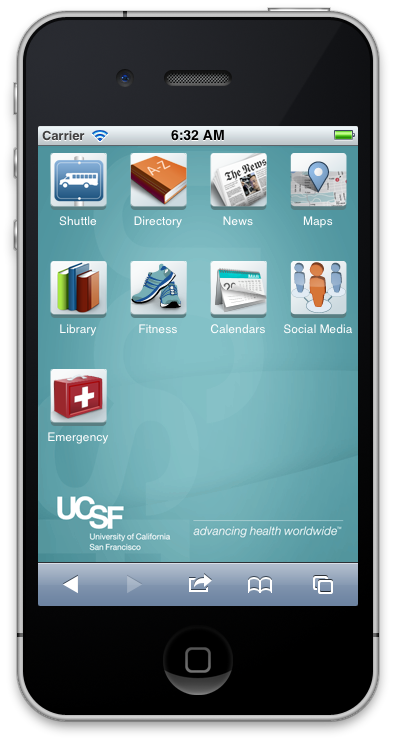 Carrier 6:32 AM
A-Z
The News
Shuttle Directory News Maps
Library Fitness Calendars Social Media
Emergency
UCSF
University of California
San Francisco
advancing health worldwide™